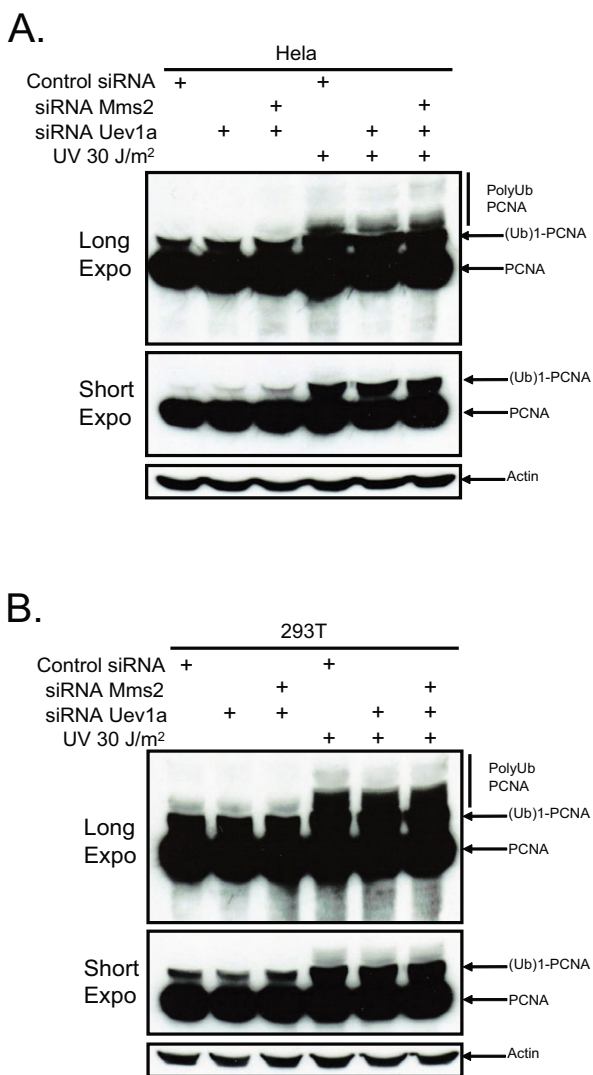 A.
Hela
Control siRNA + +
siRNA Mms2 + +
siRNA Uev1a + + + +
UV 30 J/m² + + +
Long Expo
PolyUb PCNA
(Ub)1-PCNA
PCNA
Short Expo
(Ub)1-PCNA
PCNA
Actin
B.
293T
Control siRNA + +
siRNA Mms2 + +
siRNA Uev1a + + + +
UV 30 J/m² + + +
Long Expo
PolyUb PCNA
(Ub)1-PCNA
PCNA
Short Expo
(Ub)1-PCNA
PCNA
Actin